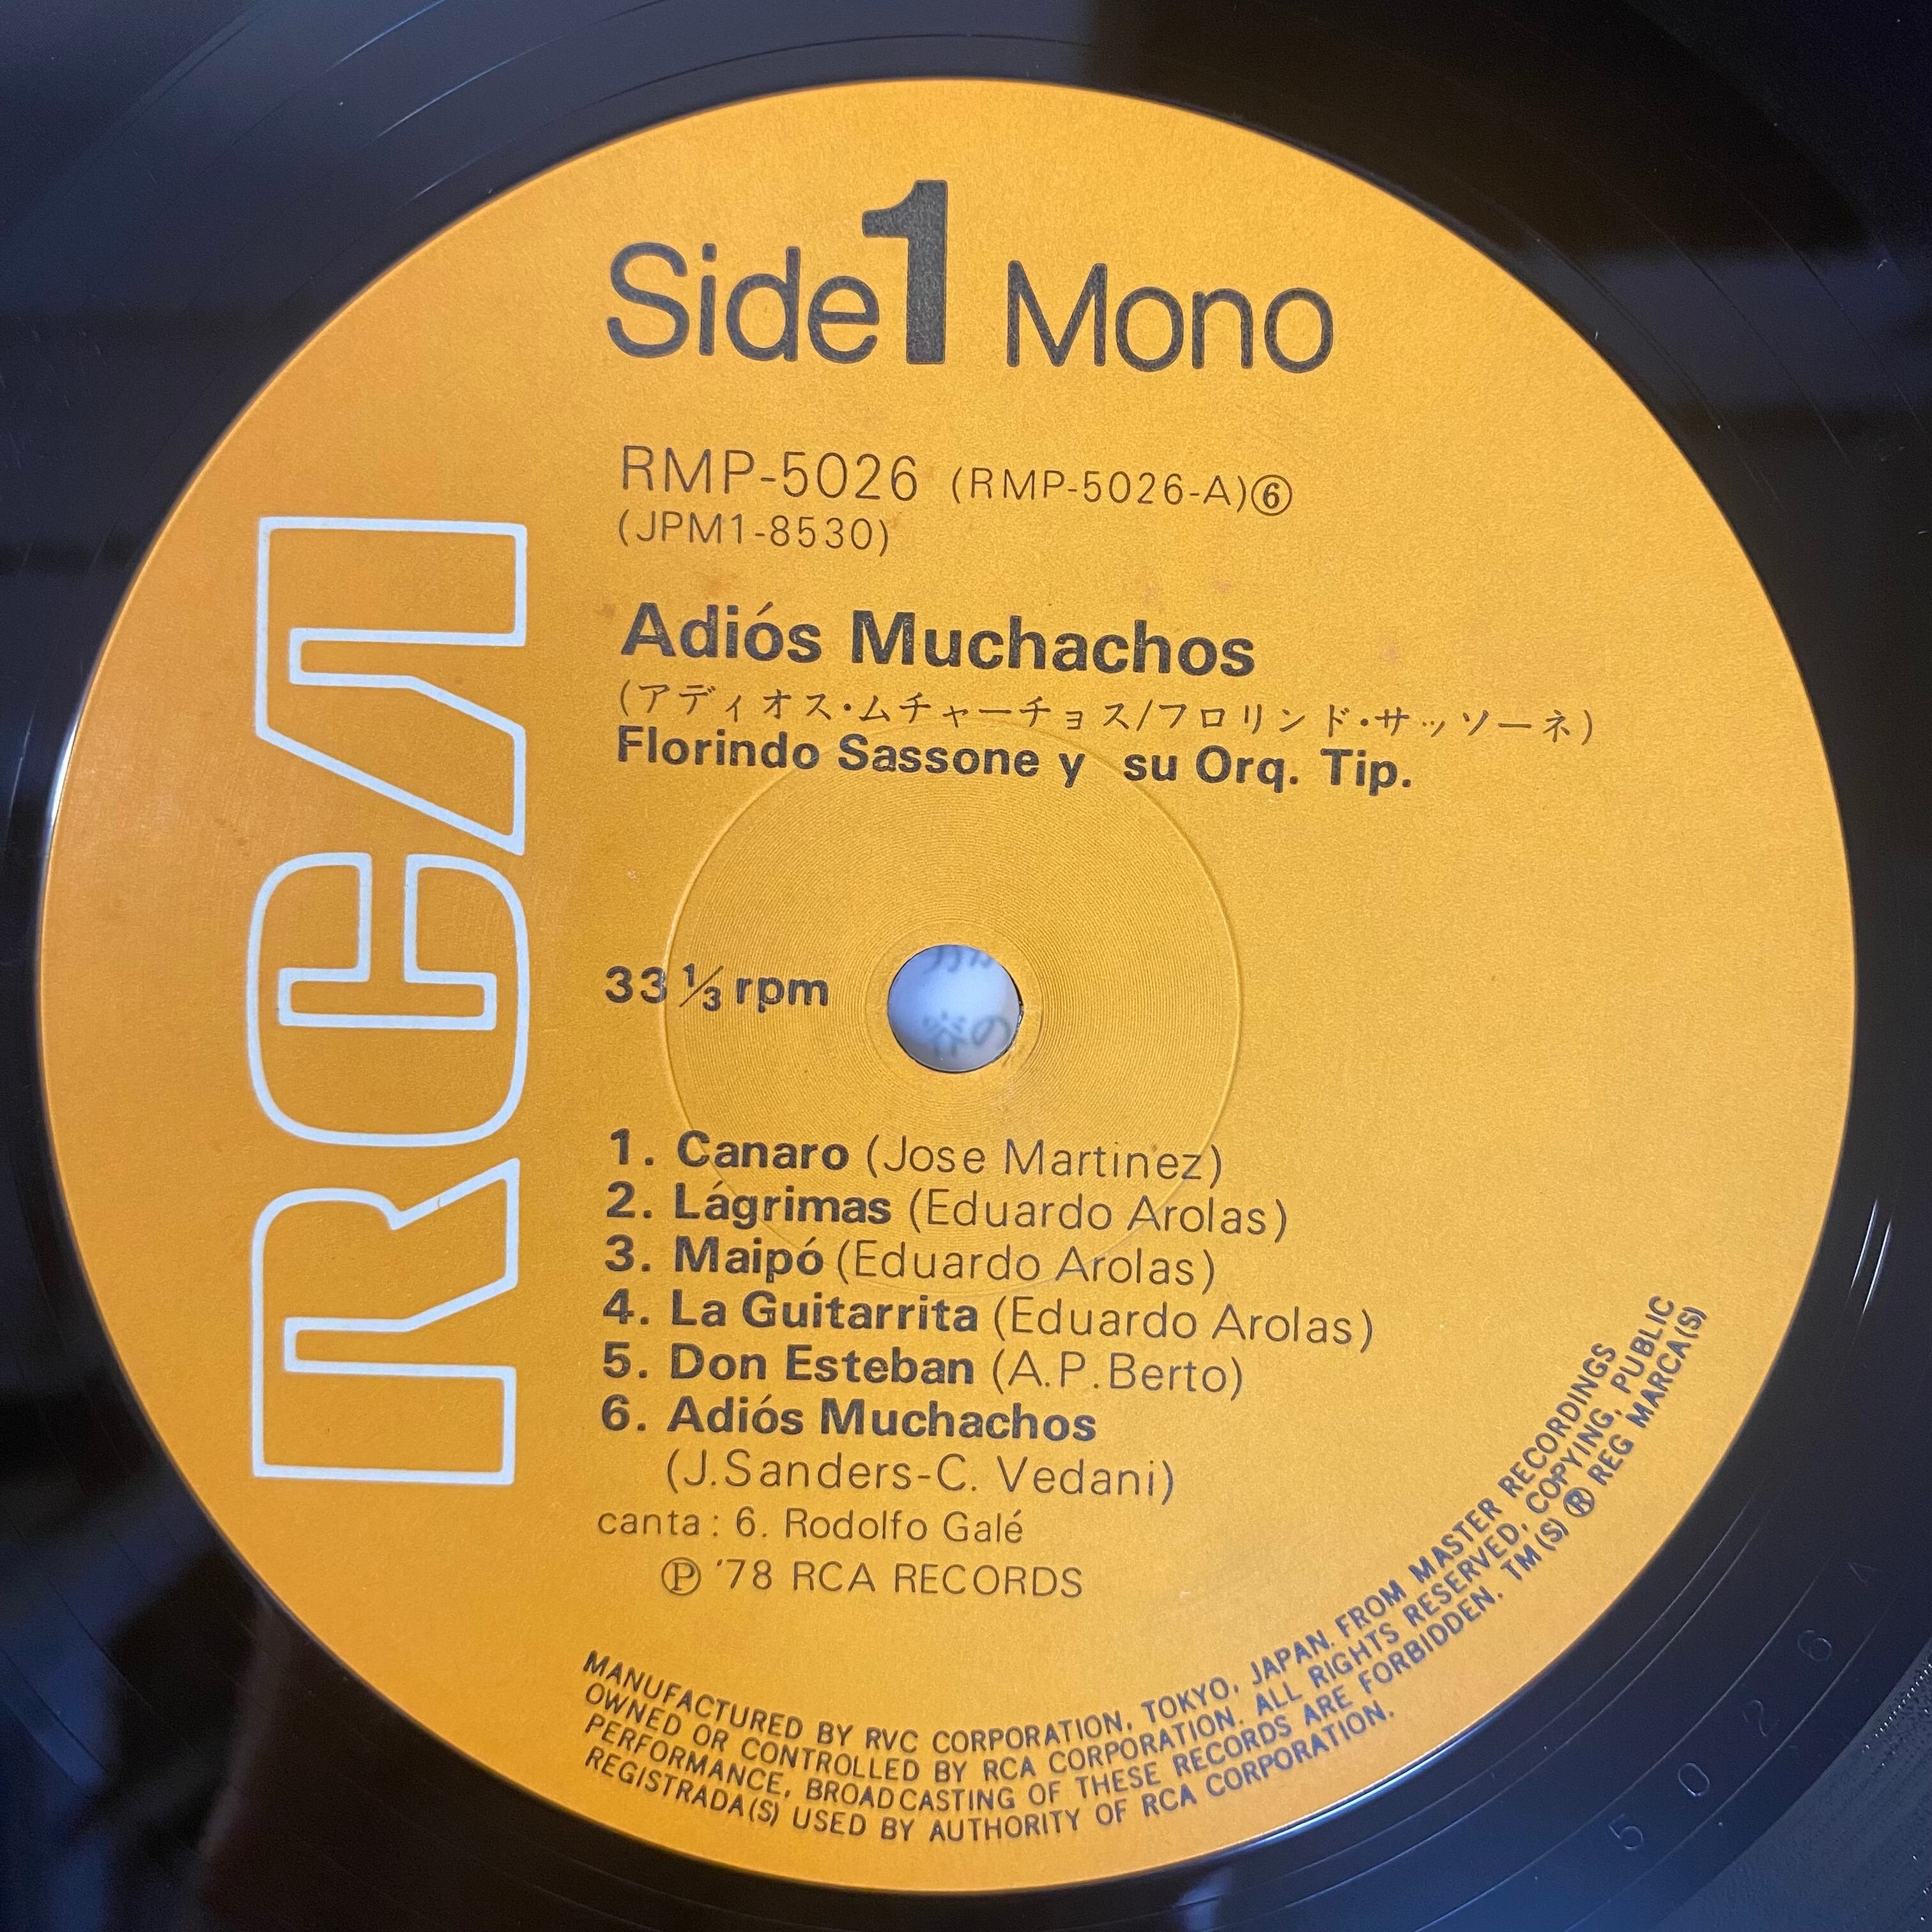 Side 1 Mono
RMP-5026 (RMP-5026-A)⑥
(JPM1-8530)
Adiós Muchachos
(アディオス・ムチャーチョス/フロリンド・サッソーネ)
Florindo Sassone y su Orq. Tip.
RCA
33 1/3 rpm
1. Canaro (Jose Martinez)
2. Lágrimas (Eduardo Arolas)
3. Maipó (Eduardo Arolas)
4. La Guitarrita (Eduardo Arolas)
5. Don Esteban (A.P.Berto)
6. Adiós Muchachos
(J.Sanders-C. Vedani)
canta: 6. Rodolfo Galé
Ⓟ '78 RCA RECORDS
MANUFACTURED BY RVC CORPORATION, TOKYO, JAPAN. FROM MASTER RECORDINGS
OWNED OR CONTROLLED BY RCA CORPORATION. ALL RIGHTS RESERVED, COPYING, PUBLIC
PERFORMANCE, BROADCASTING OF THESE RECORDS ARE FORBIDDEN. TM(S) ® REG MARCA(S)
REGISTRADA(S) USED BY AUTHORITY OF RCA CORPORATION.
5026 A